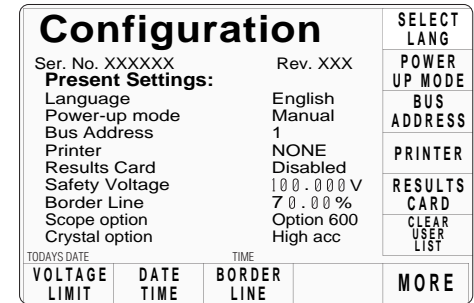 Configuration
Ser. No. XXXXXX Rev. XXX
Present Settings:
Language English
Power-up mode Manual
Bus Address 1
Printer NONE
Results Card Disabled
Safety Voltage 100.000V
Border Line 70.00%
Scope option Option 600
Crystal option High acc
TODAYS DATE TIME
SELECT
LANG
POWER
UP MODE
BUS
ADDRESS
PRINTER
RESULTS
CARD
CLEAR
USER
LIST
VOLTAGE
LIMIT
DATE
TIME
BORDER
LINE
MORE